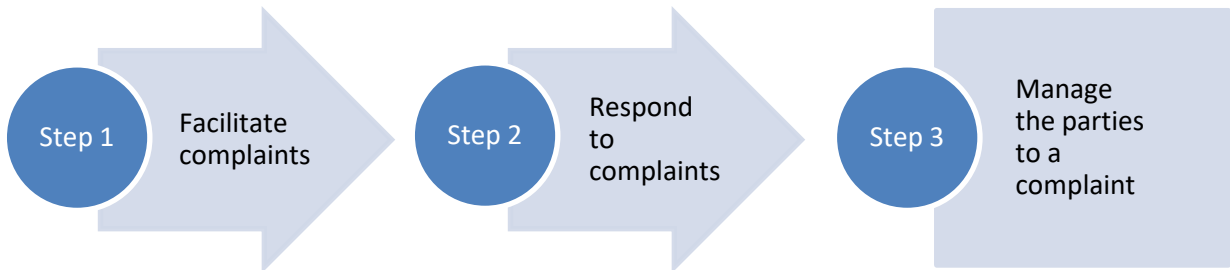 Step 1
Facilitate
complaints
Step 2
Respond
to
complaints
Step 3
Manage
the parties
to a
complaint